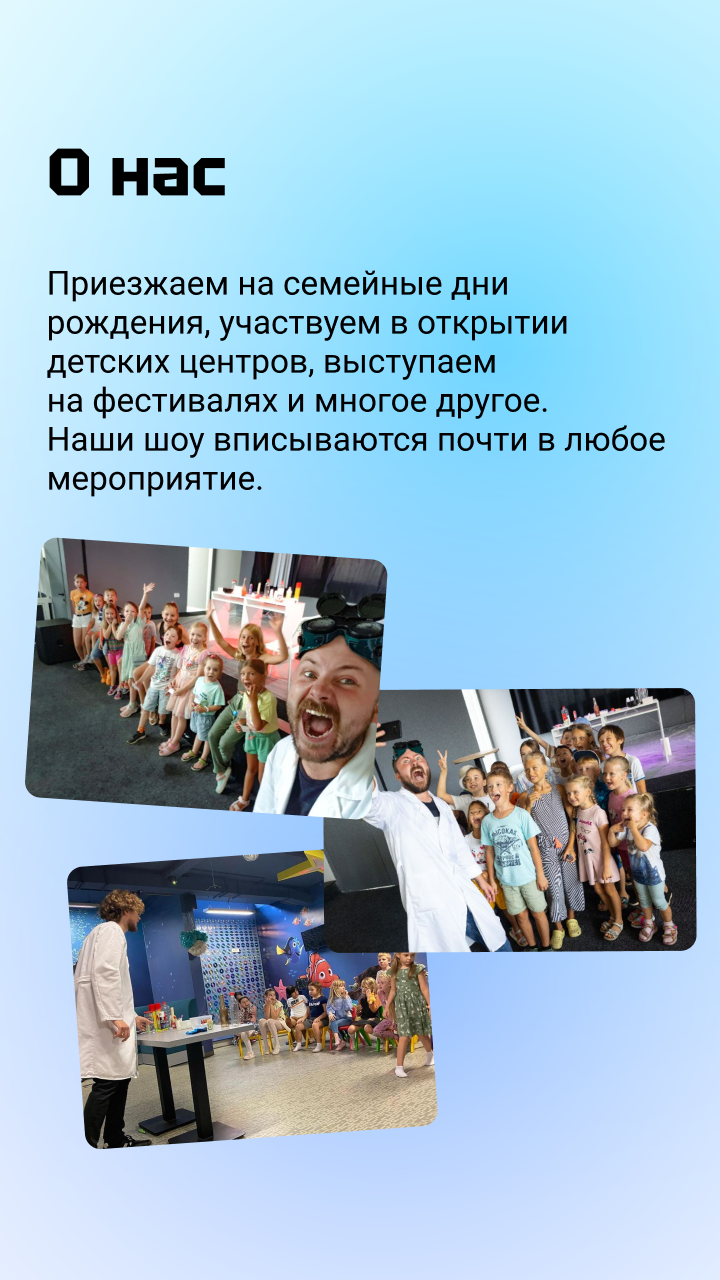 О нас
Приезжаем на семейные дни
рождения, участвуем в открытии
детских центров, выступаем
на фестивалях и многое другое.
Наши шоу вписываются почти в любое
мероприятие.